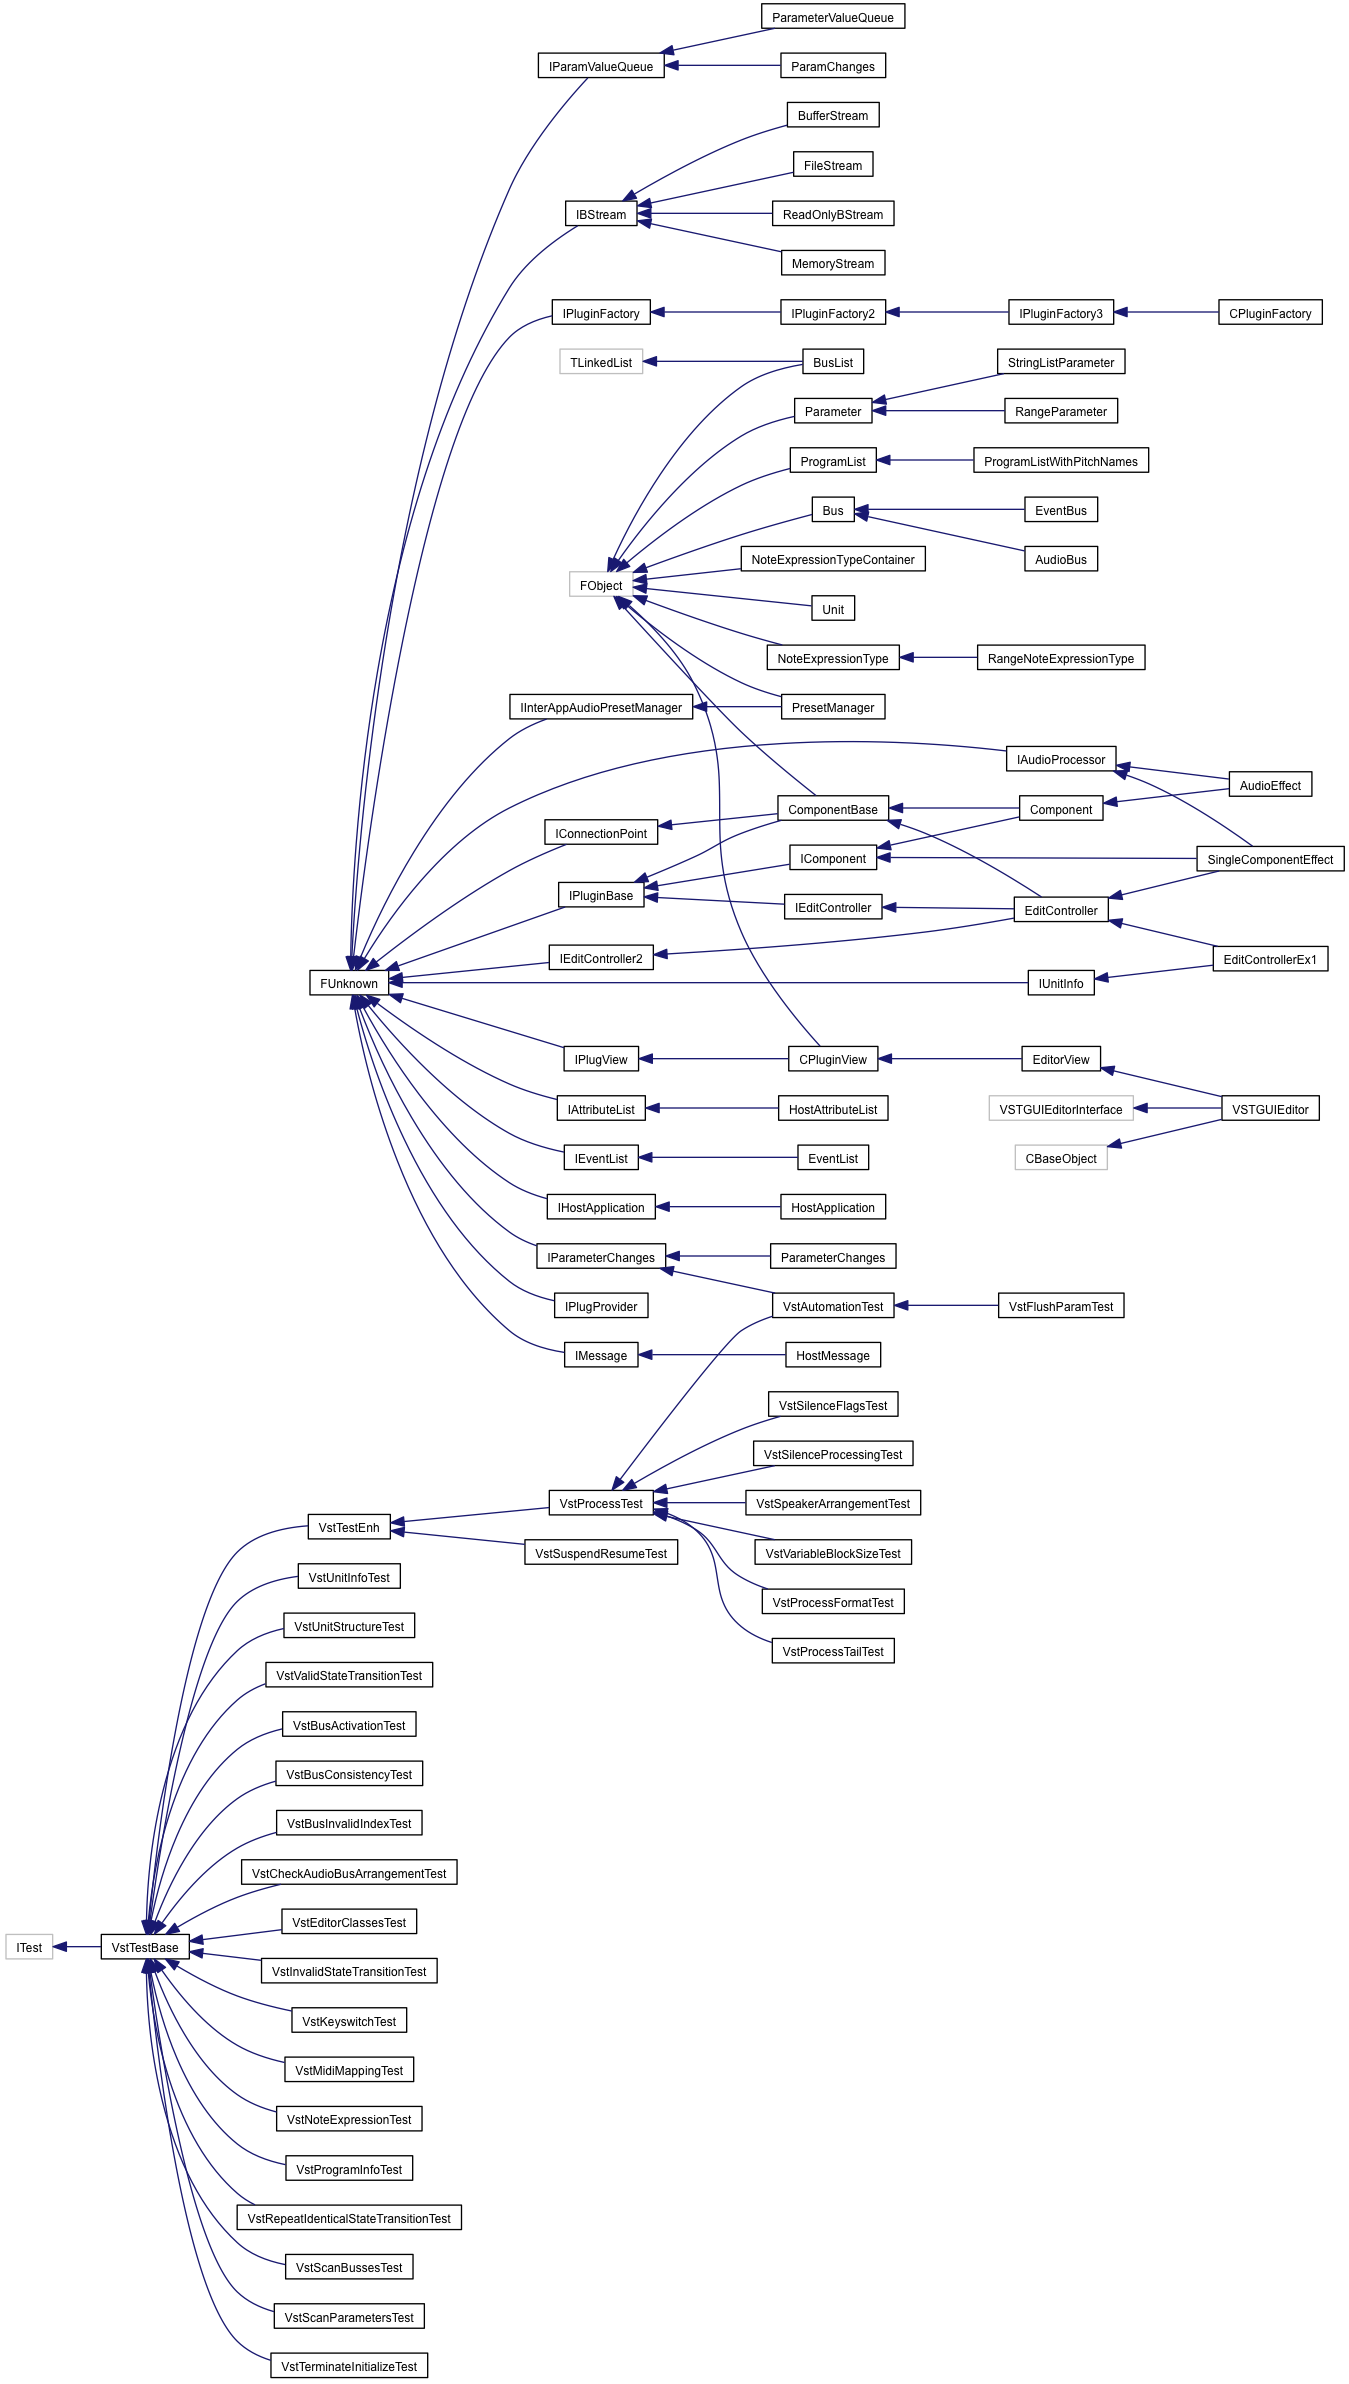 ParameterValueQueue
IParamValueQueue
ParamChanges
BufferStream
FileStream
IBStream
ReadOnlyBStream
MemoryStream
IPluginFactory
IPluginFactory2
IPluginFactory3
CPluginFactory
TLinkedList
BusList
StringListParameter
Parameter
RangeParameter
ProgramList
ProgramListWithPitchNames
Bus
EventBus
NoteExpressionTypeContainer
AudioBus
FObject
Unit
NoteExpressionType
RangeNoteExpressionType
IInterAppAudioPresetManager
PresetManager
IAudioProcessor
AudioEffect
ComponentBase
Component
IConnectionPoint
IComponent
SingleComponentEffect
IPluginBase
IEditController
EditController
IEditController2
EditControllerEx1
FUnknown
IUnitInfo
IPlugView
CPluginView
EditorView
IAttributeList
HostAttributeList
VSTGUIEditorInterface
VSTGUIEditor
IEventList
EventList
CBaseObject
IHostApplication
HostApplication
IParameterChanges
ParameterChanges
IPlugProvider
VstAutomationTest
VstFlushParamTest
IMessage
HostMessage
VstSilenceFlagsTest
VstSilenceProcessingTest
VstProcessTest
VstSpeakerArrangementTest
VstTestEnh
VstSuspendResumeTest
VstVariableBlockSizeTest
VstUnitInfoTest
VstProcessFormatTest
VstUnitStructureTest
VstProcessTailTest
VstValidStateTransitionTest
VstBusActivationTest
VstBusConsistencyTest
VstBusInvalidIndexTest
VstCheckAudioBusArrangementTest
VstEditorClassesTest
ITest
VstTestBase
VstInvalidStateTransitionTest
VstKeyswitchTest
VstMidiMappingTest
VstNoteExpressionTest
VstProgramInfoTest
VstRepeatIdenticalStateTransitionTest
VstScanBussesTest
VstScanParametersTest
VstTerminateInitializeTest